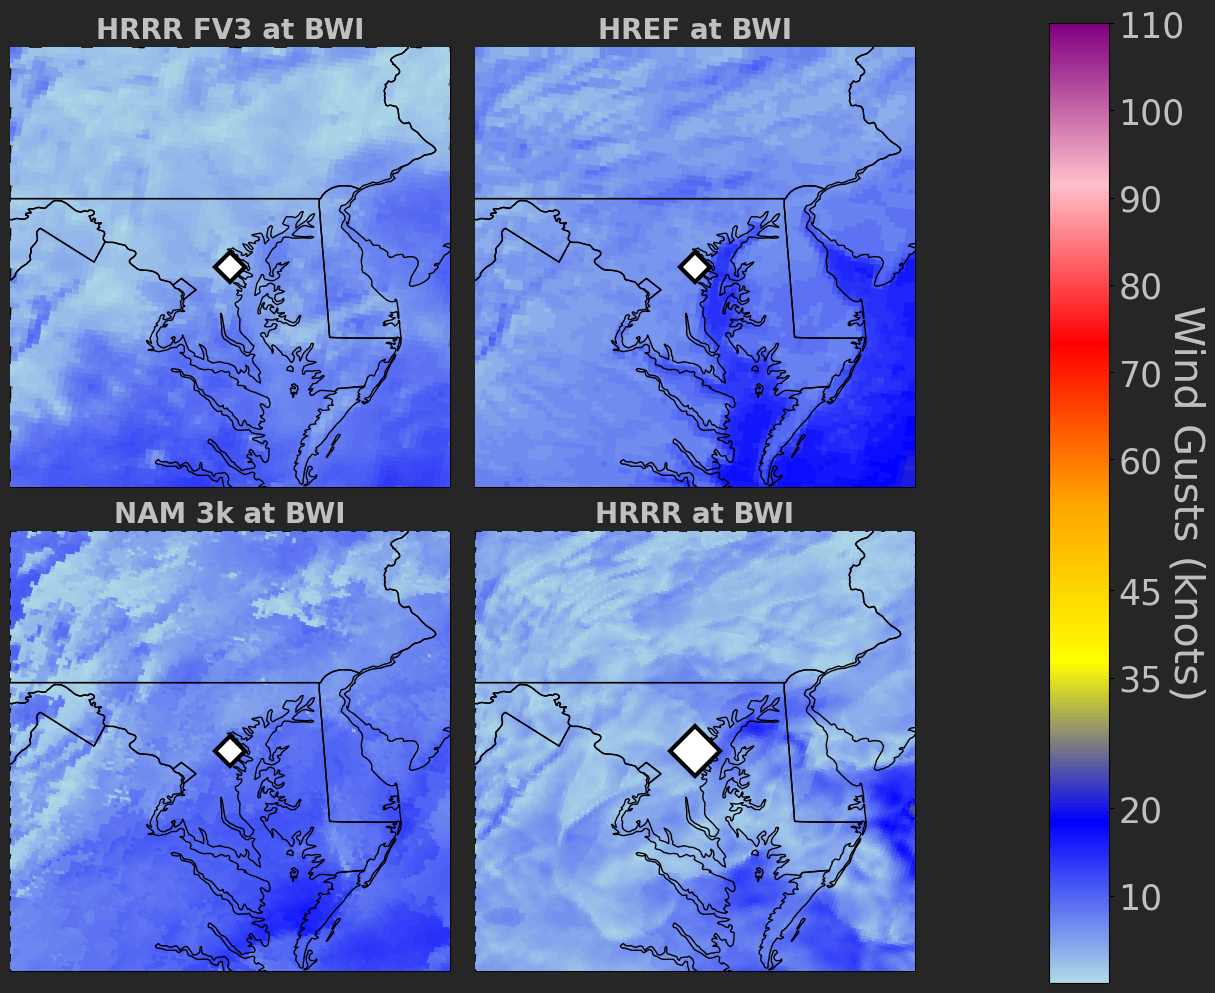 HRRR FV3 at BWI
HREF at BWI
NAM 3k at BWI
HRRR at BWI
110
100
90
80
70
60
45
35
20
10
Wind Gusts (knots)